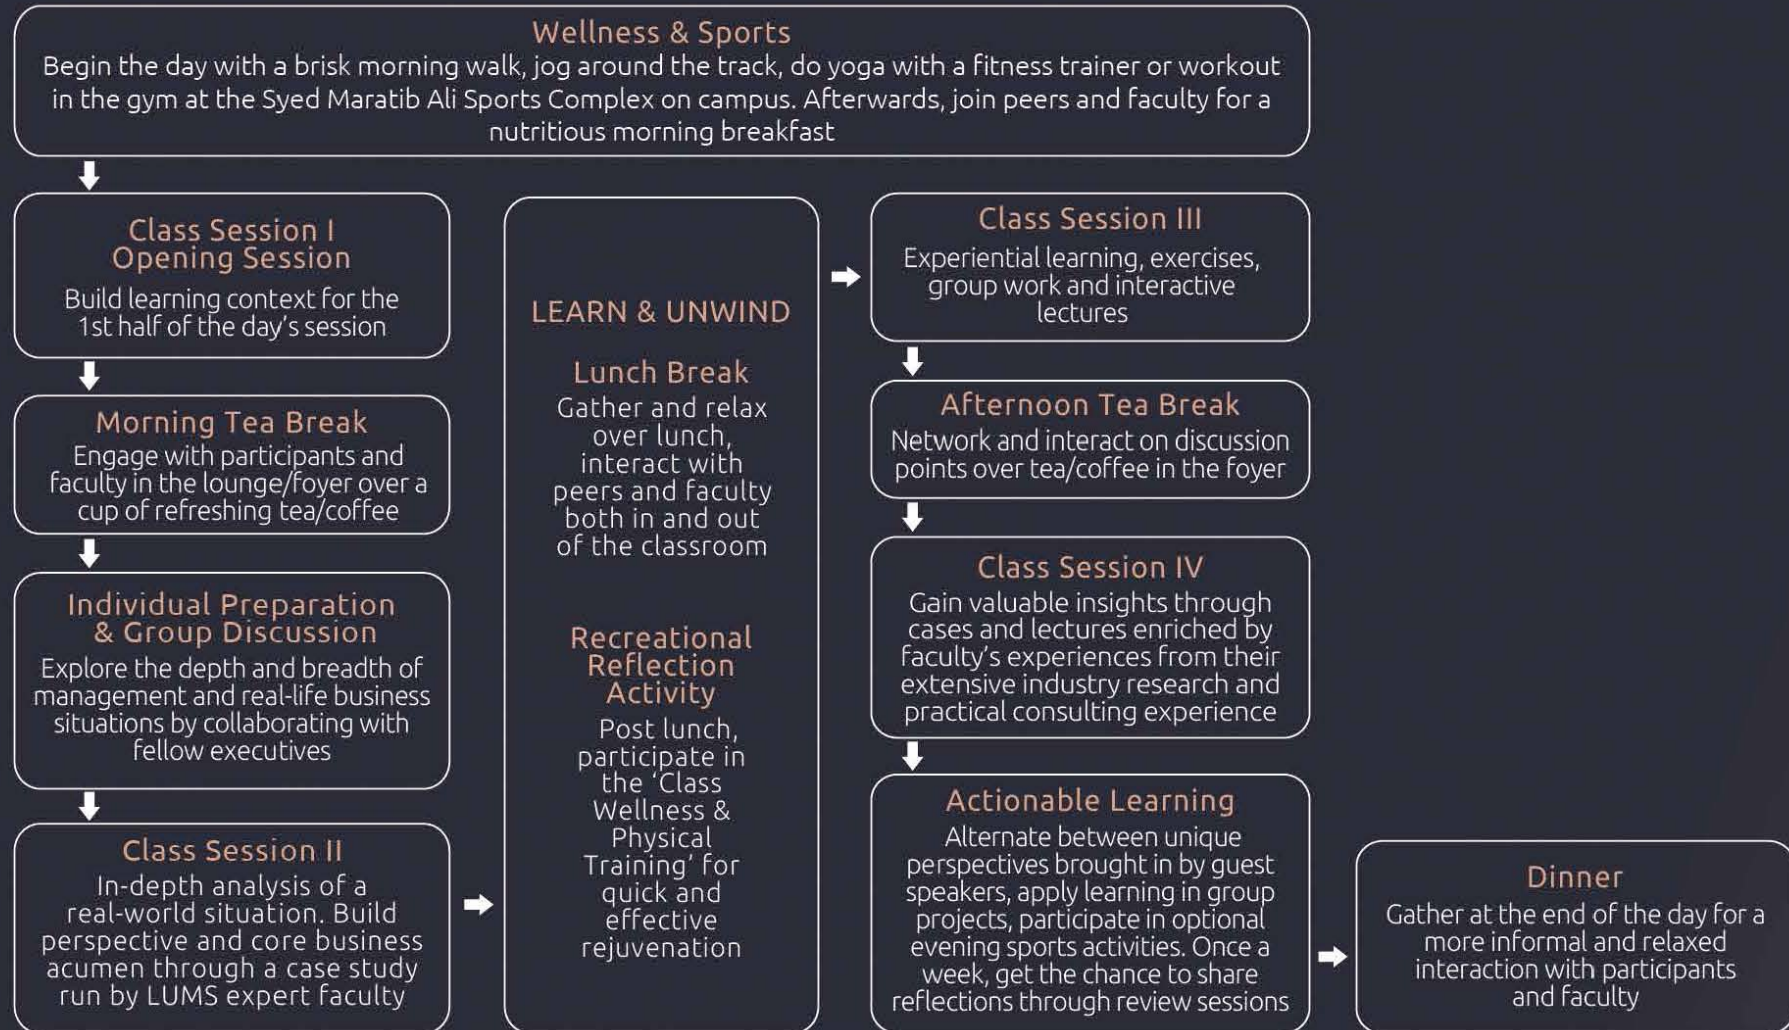 Wellness & Sports
Begin the day with a brisk morning walk, jog around the track, do yoga with a fitness trainer or workout
in the gym at the Syed Maratib Ali Sports Complex on campus. Afterwards, join peers and faculty for a
nutritious morning breakfast
Class Session I
Opening Session
Build learning context for the
1st half of the day's session
Morning Tea Break
Engage with participants and
faculty in the lounge/foyer over a
cup of refreshing tea/coffee
Individual Preparation
& Group Discussion
Explore the depth and breadth of
management and real-life business
situations by collaborating with
fellow executives
Class Session II
In-depth analysis of a
real-world situation. Build
perspective and core business
acumen through a case study
run by LUMS expert faculty
LEARN & UNWIND
Lunch Break
Gather and relax
over lunch,
interact with
peers and faculty
both in and out
of the classroom
Recreational
Reflection
Activity
Post lunch,
participate in
the ‘Class
Wellness &
Physical
Training’ for
quick and
effective
rejuvenation
Class Session III
Experiential learning, exercises,
group work and interactive
lectures
Afternoon Tea Break
Network and interact on discussion
points over tea/coffee in the foyer
Class Session IV
Gain valuable insights through
cases and lectures enriched by
faculty's experiences from their
extensive industry research and
practical consulting experience
Actionable Learning
Alternate between unique
perspectives brought in by guest
speakers, apply learning in group
projects, participate in optional
evening sports activities. Once a
week, get the chance to share
reflections through review sessions
Dinner
Gather at the end of the day for a
more informal and relaxed
interaction with participants
and faculty